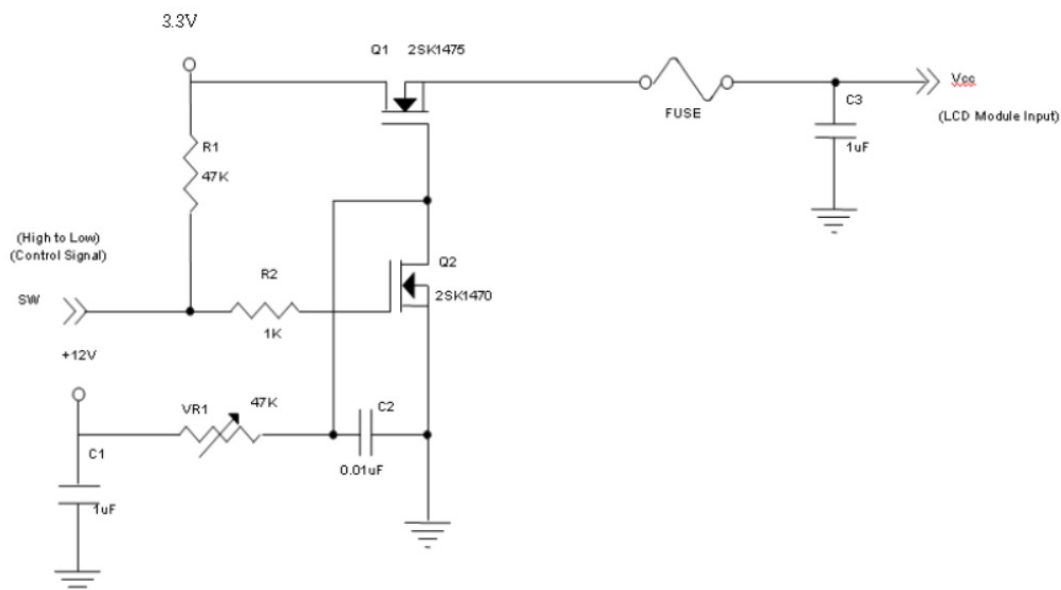 3.3V
Q1 2SK1475
FUSE
C3
1uF
Vcc
(LCD Module Input)
R1
47K
(High to Low)
(Control Signal)
SW
R2
1K
Q2
2SK1470
+12V
VR1
47K
C2
0.01uF
C1
1uF